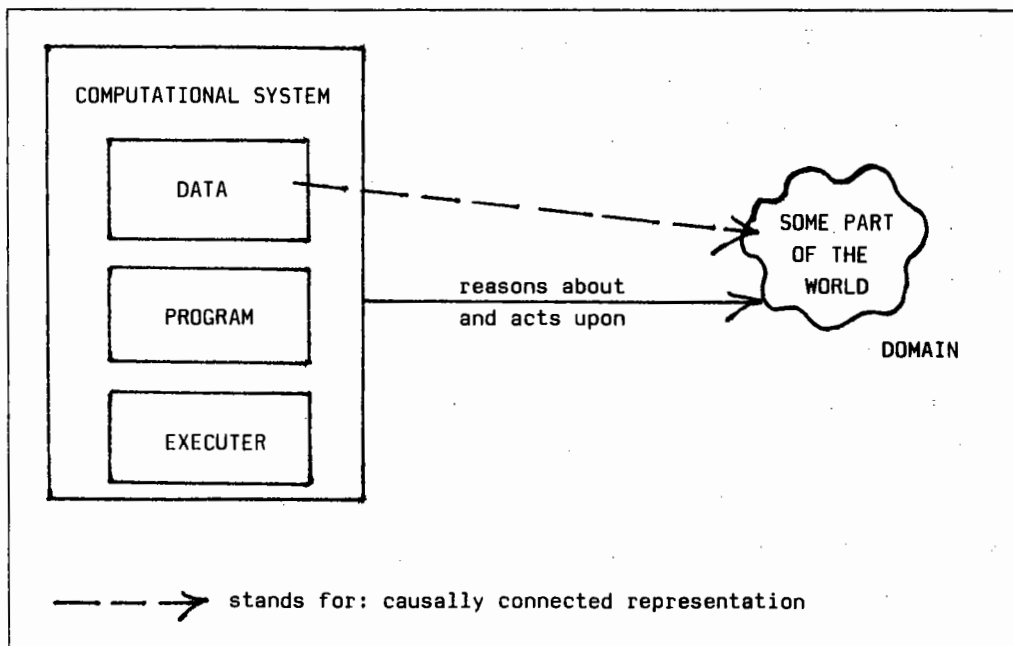 COMPUTATIONAL SYSTEM
DATA
PROGRAM
EXECUTER
reasons about
and acts upon
SOME PART
OF THE
WORLD
DOMAIN
stands for: causally connected representation